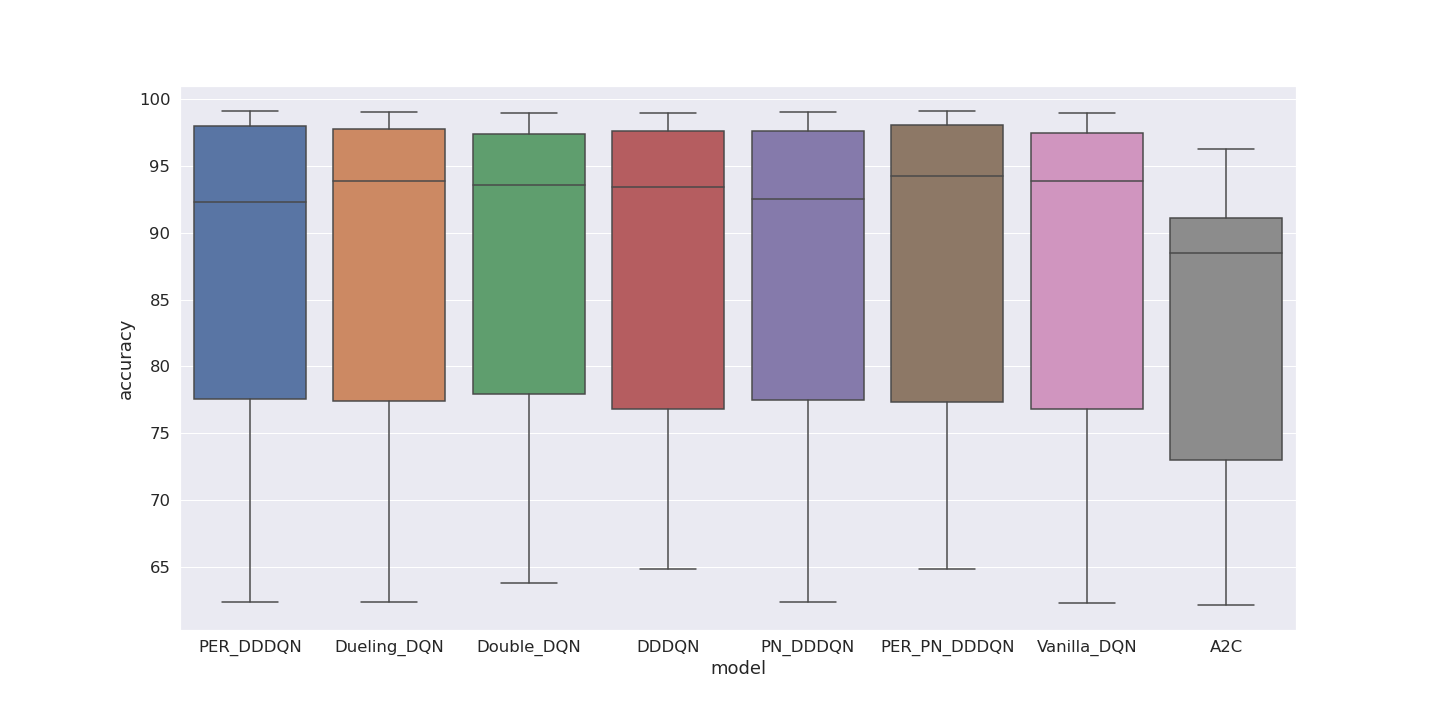 100
95
90
85
80
75
70
65
accuracy
PER_DDDQN Dueling_DQN Double_DQN DDDQN PN_DDDQN PER_PN_DDDQN Vanilla_DQN A2C
model